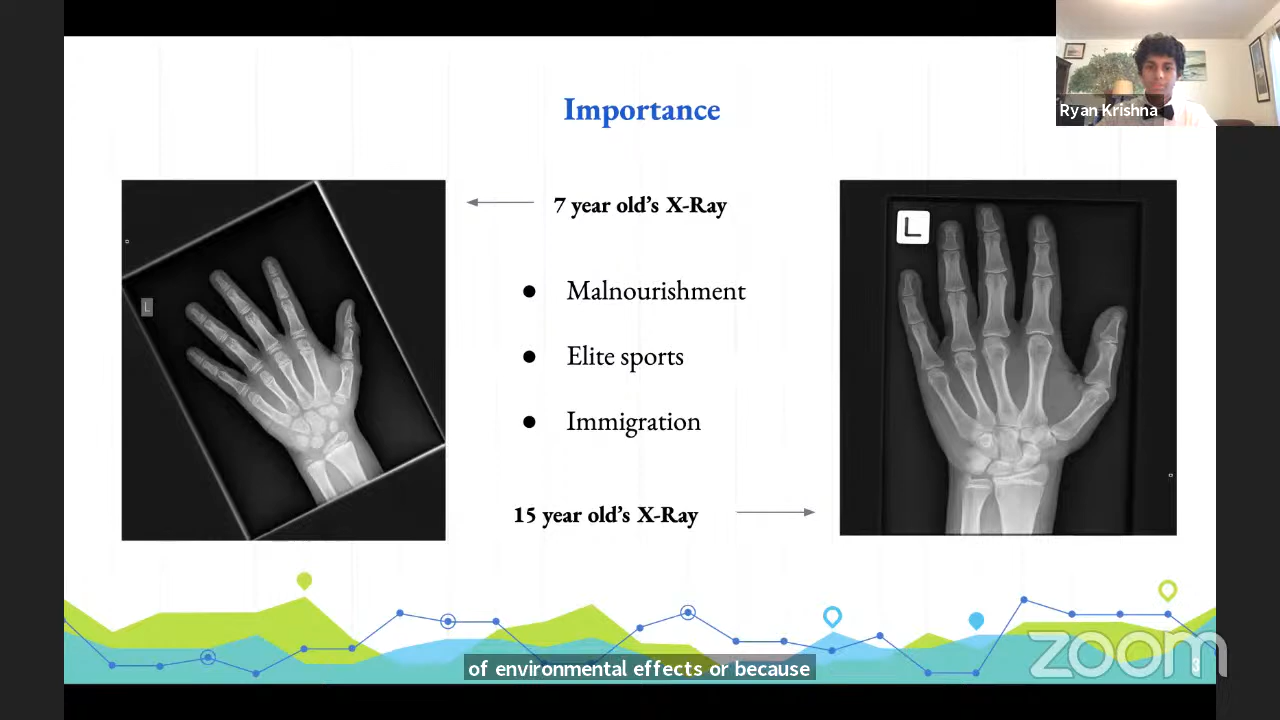 Importance
Ryan Krishna
7 year old's X-Ray
L
L
● Malnourishment
● Elite sports
● Immigration
15 year old's X-Ray
of environmental effects or because
zoom
3